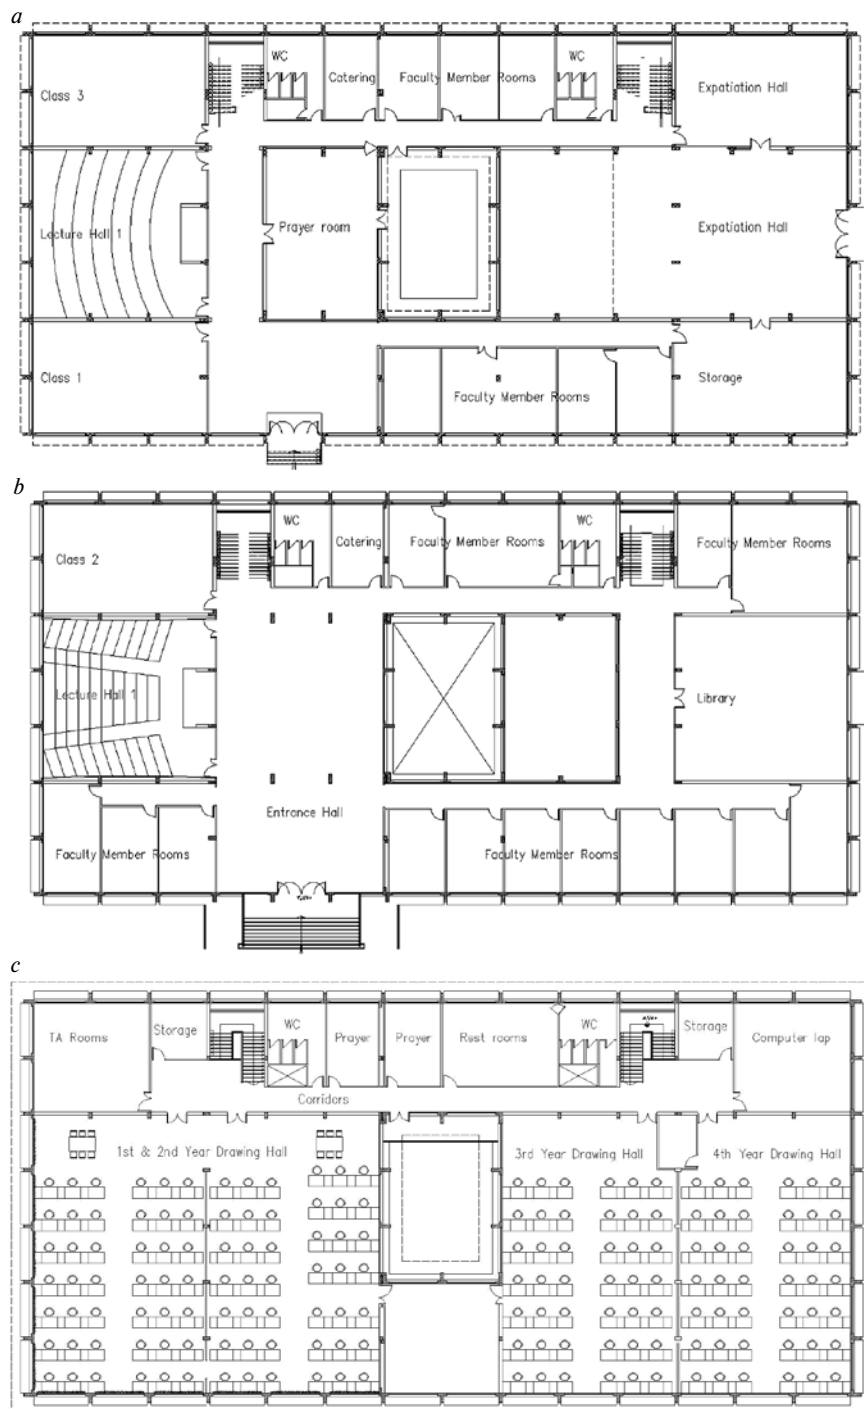 a
WC
WC
Class 3
Catering
Faculty Member Rooms
Expatiation Hall
Lecture Hall 1
Prayer room
Expatiation Hall
Class 1
Faculty Member Rooms
Storage
b
WC
WC
Class 2
Catering
Faculty Member Rooms
Faculty Member Rooms
Lecture Hall 1
Library
Entrance Hall
Faculty Member Rooms
Faculty Member Rooms
c
TA Rooms
Storage
WC
Prayer
Prayer
Rest rooms
WC
Storage
Computer lap
Corridors
1st & 2nd Year Drawing Hall
3rd Year Drawing Hall
4th Year Drawing Hall